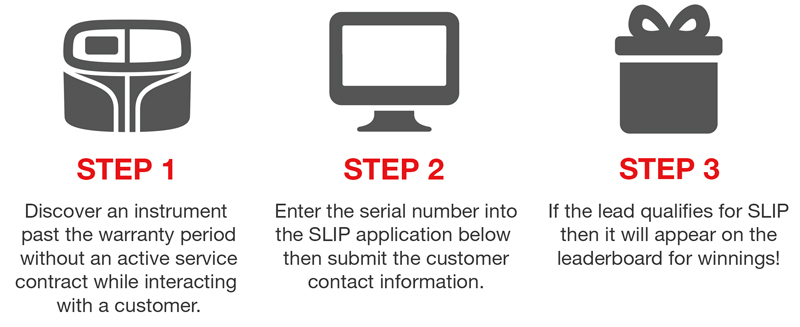 STEP 1
Discover an instrument
past the warranty period
without an active service
contract while interacting
with a customer.
STEP 2
Enter the serial number into
the SLIP application below
then submit the customer
contact information.
STEP 3
If the lead qualifies for SLIP
then it will appear on the
leaderboard for winnings!